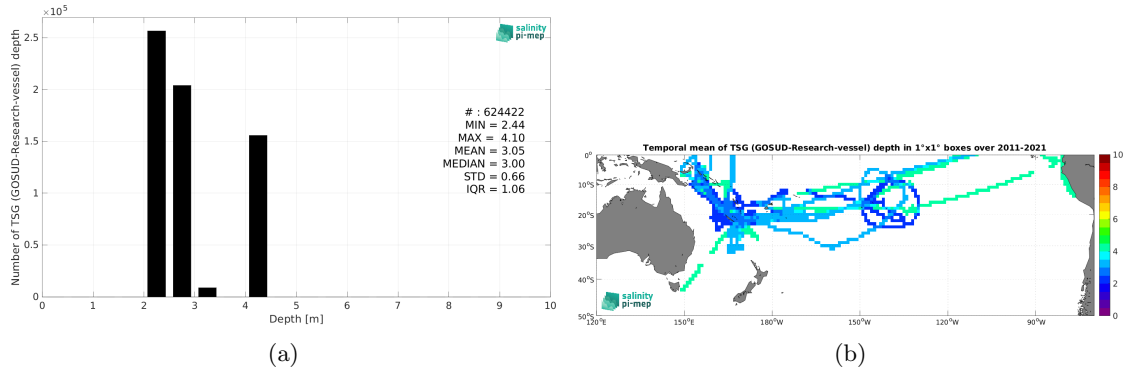 ×10⁵
2.5
2
1.5
1
0.5
0
Number of TSG (GOSUD-Research-vessel) depth
salinity
pi-mep
# : 624422
MIN = 2.44
MAX = 4.10
MEAN = 3.05
MEDIAN = 3.00
STD = 0.66
IQR = 1.06
0 1 2 3 4 5 6 7 8 9 10
Depth [m]
(a)
Temporal mean of TSG (GOSUD-Research-vessel) depth in 1°x1° boxes over 2011-2021
0°
10°S
20°S
30°S
40°S
50°S
120°E 150°E 180°W 150°W 120°W 90°W
salinity
pi-mep
10
8
6
4
2
0
(b)